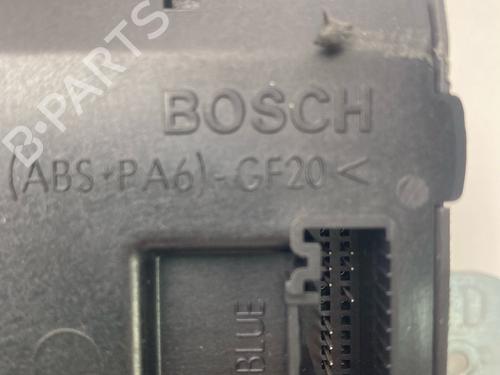 B-PARTS
BOSCH
(ABS+PA6)-GF20<
BLUE